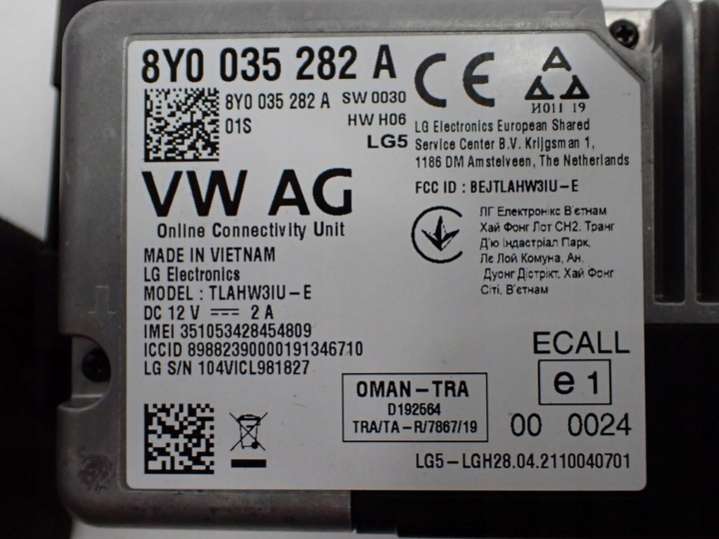 8Y0 035 282 A
8Y0 035 282 A SW 0030
01S HW H06
LG5
VW AG
Online Connectivity Unit
MADE IN VIETNAM
LG Electronics
MODEL : TLAHW3IU-E
DC 12 V ⎓ 2 A
IMEI 351053428454809
ICCID 89882390000191346710
LG S/N 104VICL981827
CE
И011 19
LG Electronics European Shared
Service Center B.V. Krijgsman 1,
1186 DM Amstelveen, The Netherlands
FCC ID : BEJTLAHW3IU-E
ЛГ Електронікс В'єтнам
Хай Фонг Лот CH2. Транг
Д'ю Індастріал Парк,
Лє Лой Комуна, Ан.
Дуонг Дістрікт, Хай Фонг
Сіті, В'єтнам
OMAN-TRA
D192564
TRA/TA-R/7867/19
ECALL
e1
00 0024
LG5-LGH28.04.2110040701